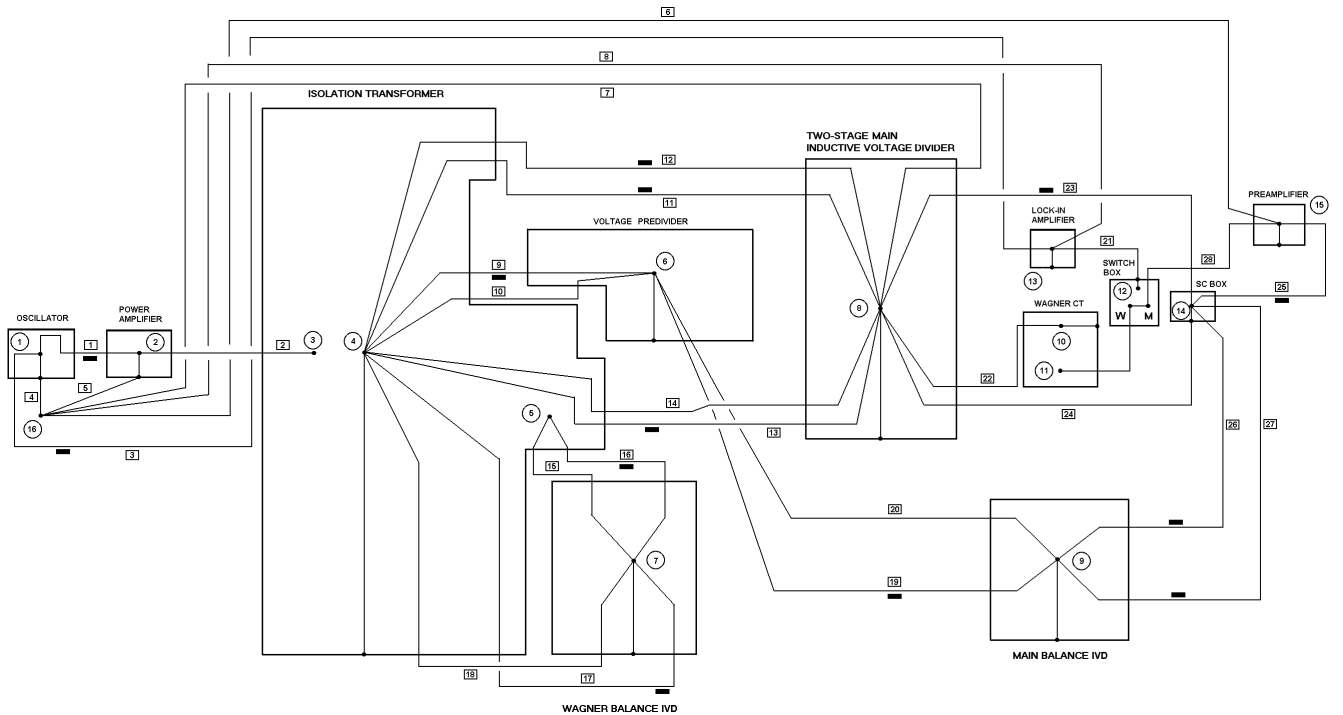 6
8
7
ISOLATION TRANSFORMER
TWO-STAGE MAIN
INDUCTIVE VOLTAGE DIVIDER
12
11
23
PREAMPLIFIER
15
LOCK-IN
AMPLIFIER
VOLTAGE PREDIVIDER
21
28
SWITCH
BOX
9
6
13
12
SC BOX
25
10
WAGNER CT
W M
14
8
OSCILLATOR
POWER
AMPLIFIER
1
1
2
2
3
4
10
11
5
4
22
14
24
26
27
16
3
5
13
15
16
20
7
9
19
18
17
MAIN BALANCE IVD
WAGNER BALANCE IVD